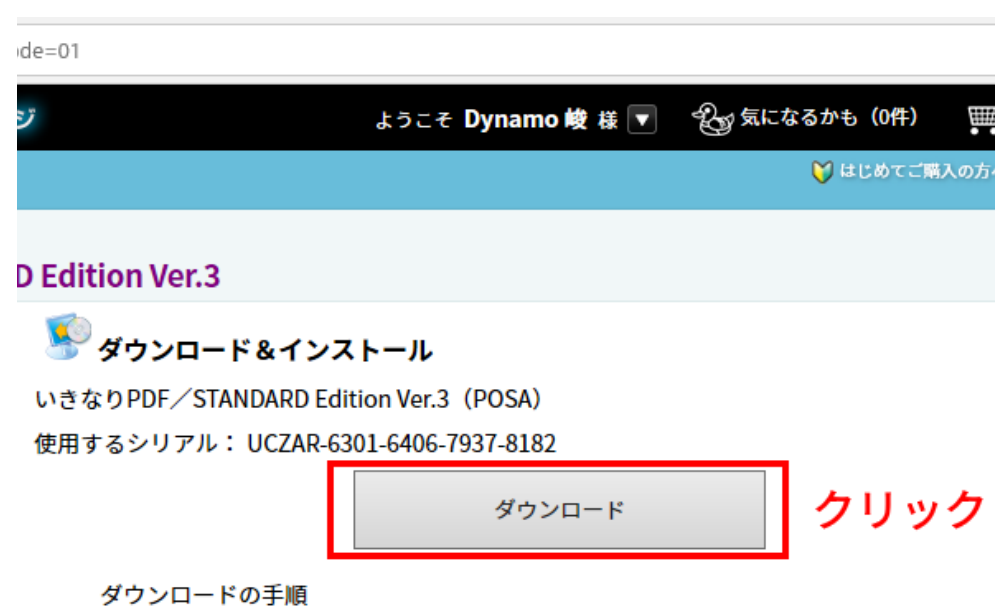 ode=01
ジ
ようこそ Dynamo 峻 様 ▼ 気になるかも（0件）
はじめてご購入の方へ
D Edition Ver.3
ダウンロード＆インストール
いきなりPDF／STANDARD Edition Ver.3（POSA）
使用するシリアル： UCZAR-6301-6406-7937-8182
ダウンロード
クリック
ダウンロードの手順